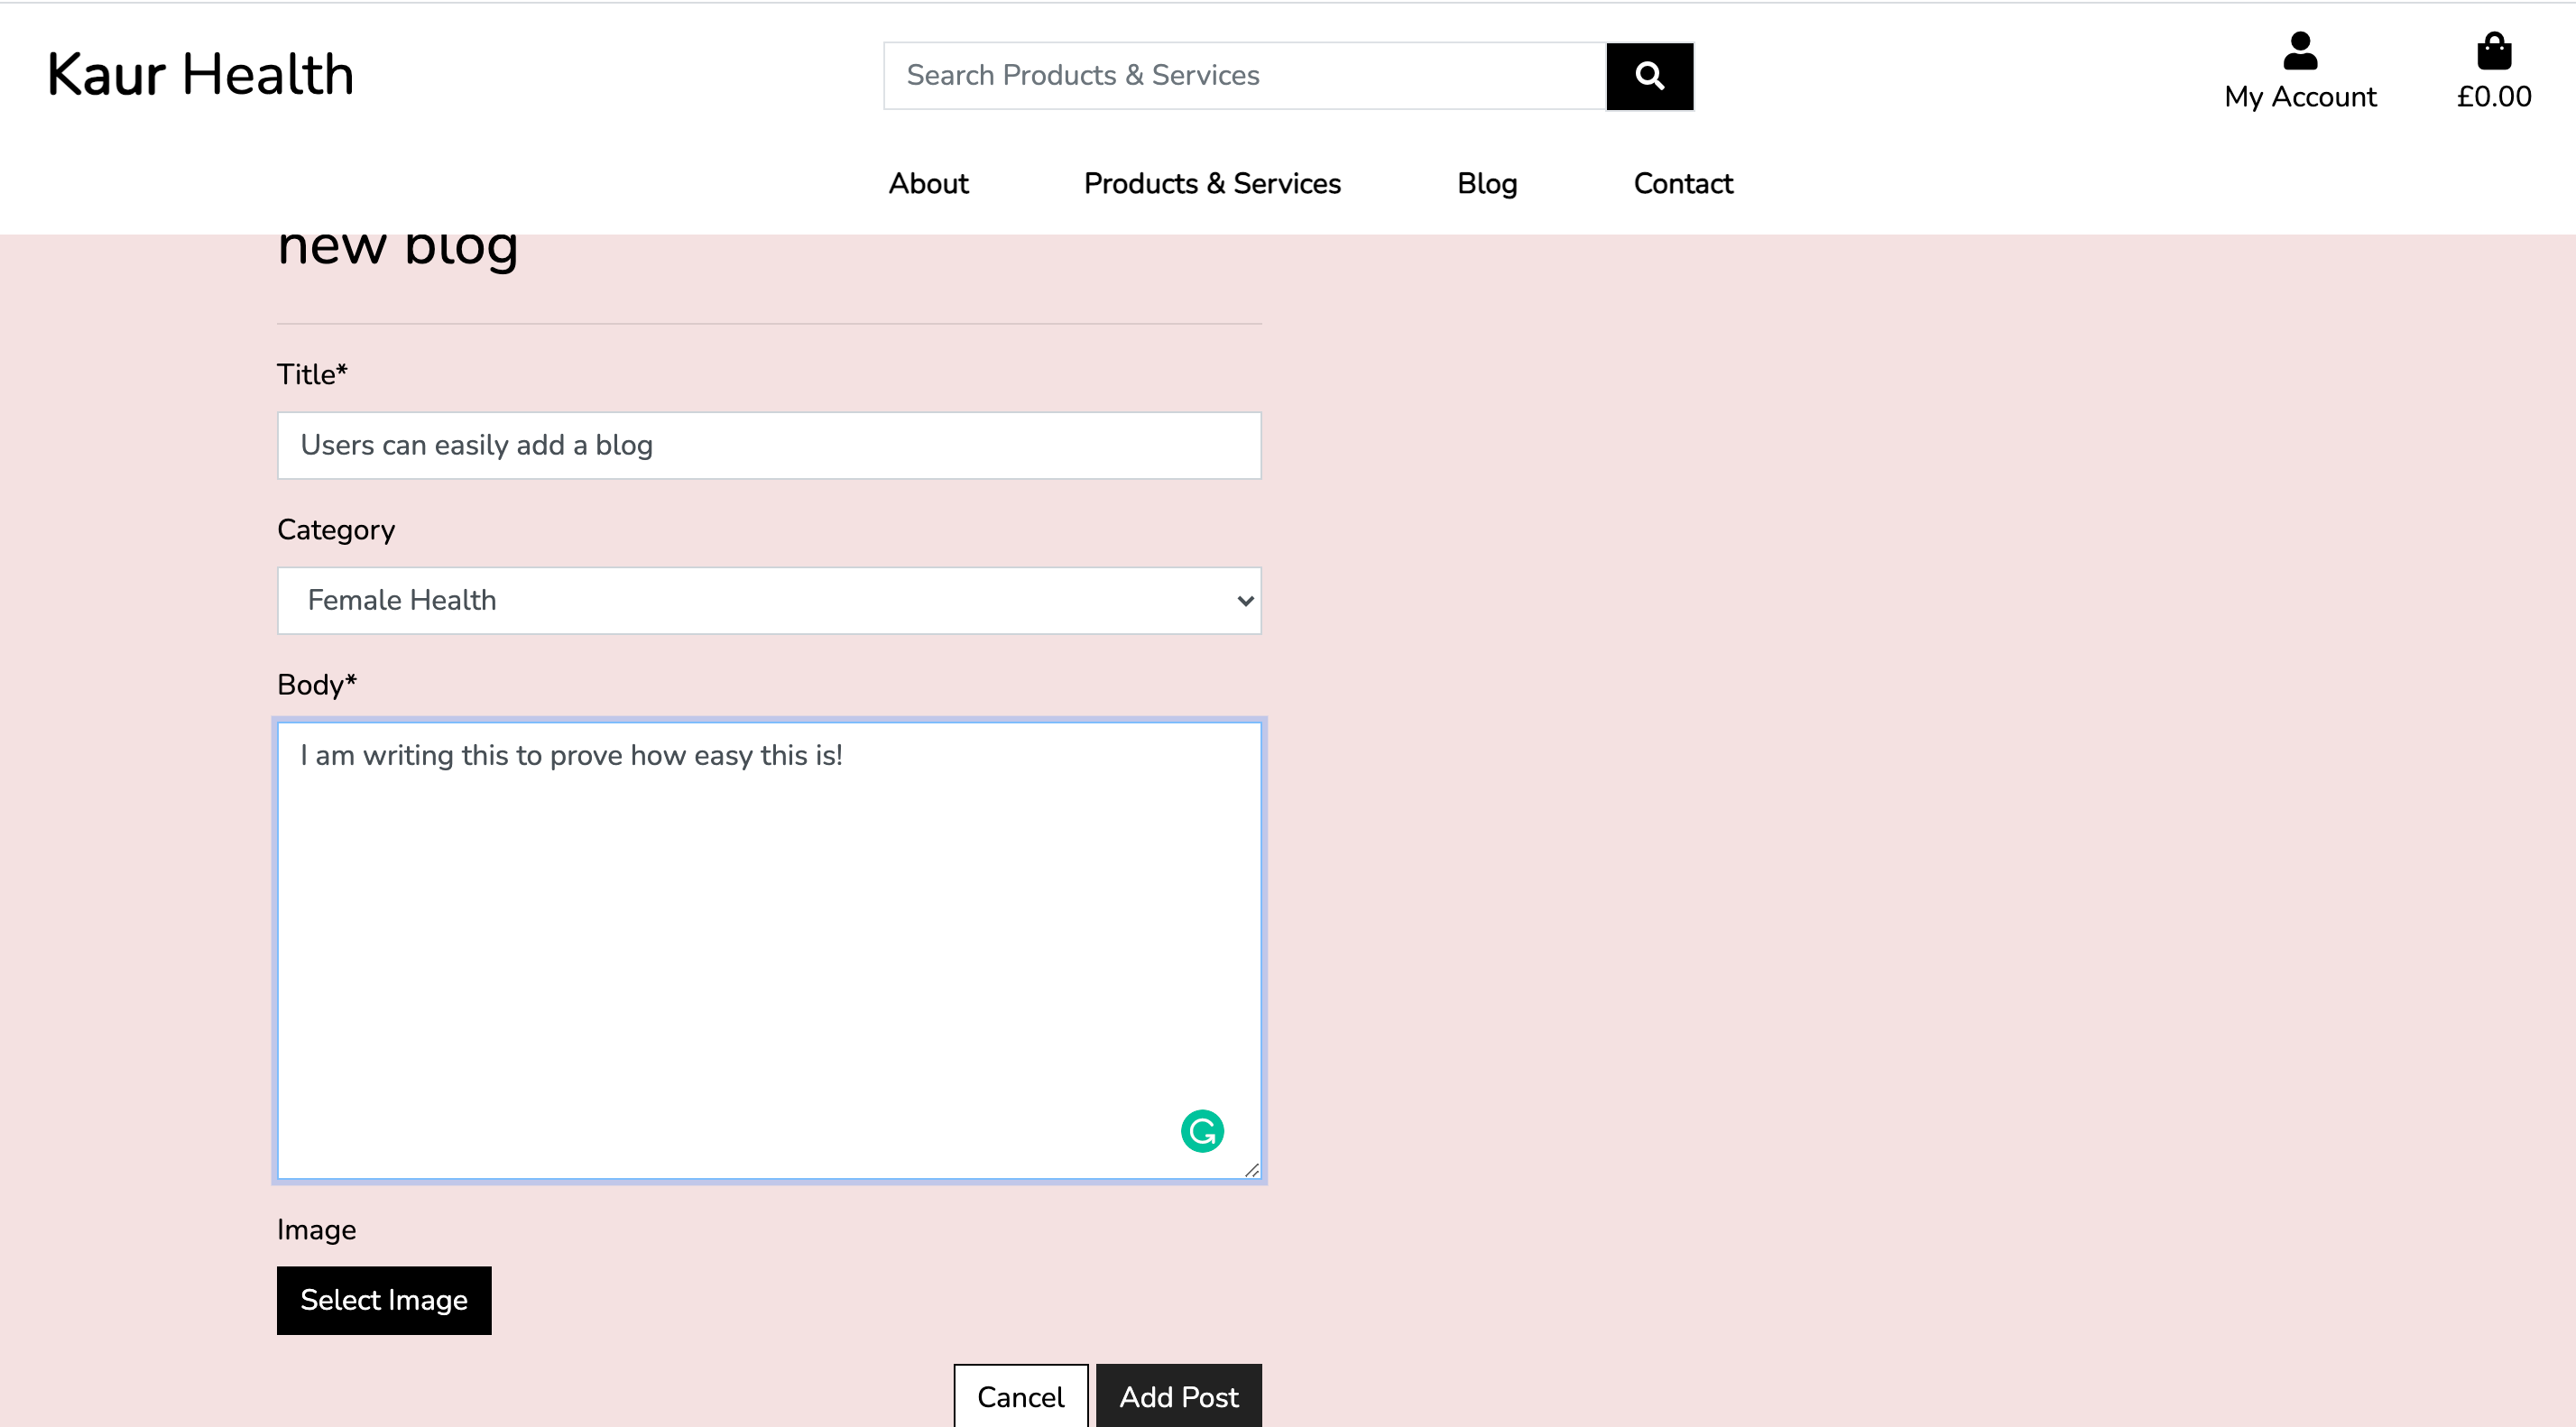 Kaur Health
Search Products & Services
My Account
£0.00
About
Products & Services
Blog
Contact
new blog
Title*
Users can easily add a blog
Category
Female Health
Body*
I am writing this to prove how easy this is!
Image
Select Image
Cancel
Add Post